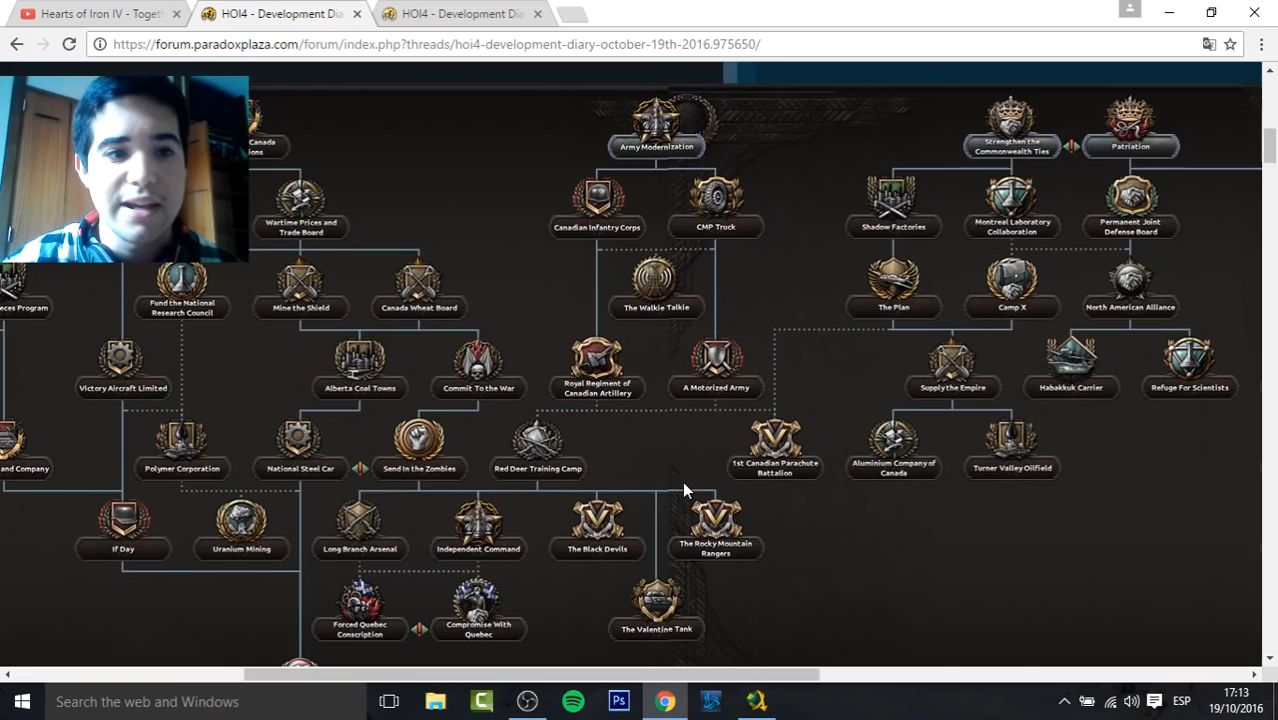 Hearts of Iron IV - Togeth
HOI4 - Development Dia
HOI4 - Development Dia
https://forum.paradoxplaza.com/forum/index.php?threads/hoi4-development-diary-october-19th-2016.975650/
Canada
ions
Army Modernization
Strengthen the
Commonwealth Ties
Patriation
Wartime Prices and
Trade Board
Canadian Infantry Corps
CMP Truck
Shadow Factories
Montreal Laboratory
Collaboration
Permanent Joint
Defense Board
eces Program
Fund the National
Research Council
Mine the Shield
Canada Wheat Board
The Walkie Talkie
The Plan
Camp X
North American Alliance
Victory Aircraft Limited
Alberta Coal Towns
Commit To the War
Royal Regiment of
Canadian Artillery
A Motorized Army
Supply the Empire
Habakkuk Carrier
Refuge For Scientists
and Company
Polymer Corporation
National Steel Car
Send In the Zombies
Red Deer Training Camp
1st Canadian Parachute
Battalion
Aluminium Company of
Canada
Turner Valley Oilfield
If Day
Uranium Mining
Long Branch Arsenal
Independent Command
The Black Devils
The Rocky Mountain
Rangers
Forced Quebec
Conscription
Compromise With
Quebec
The Valentine Tank
Search the web and Windows
Ps
ESP
17:13
19/10/2016